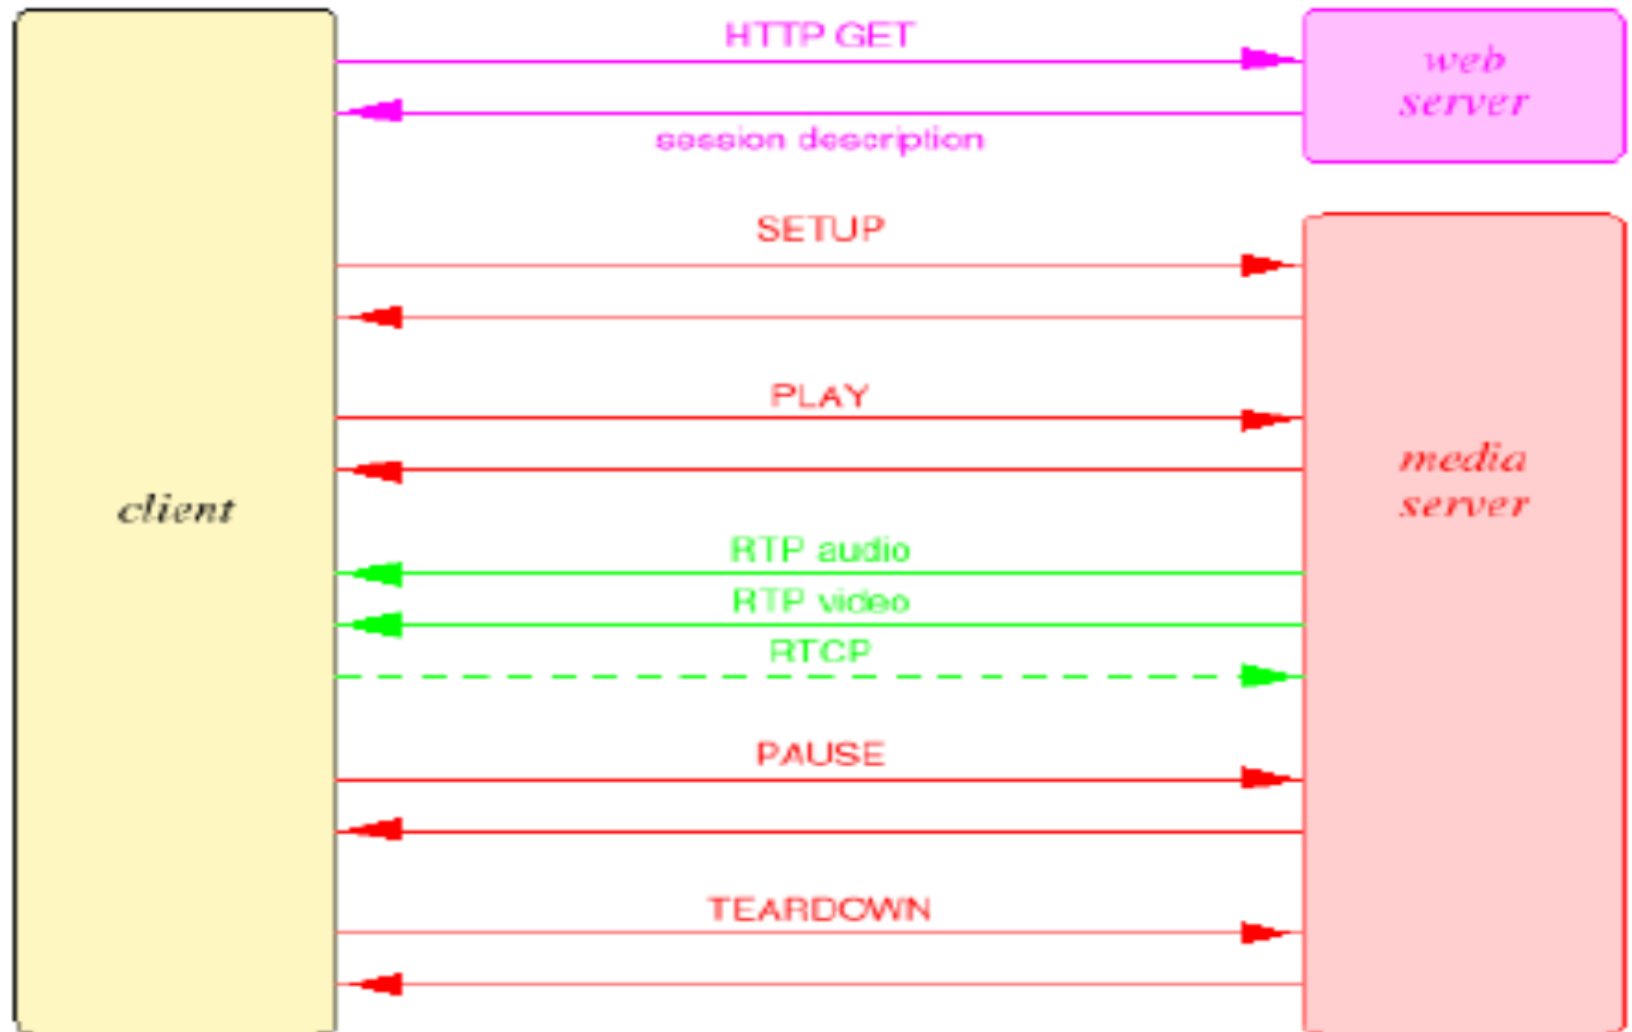 HTTP GET
web
server
session description
SETUP
PLAY
media
server
client
RTP audio
RTP video
RTCP
PAUSE
TEARDOWN